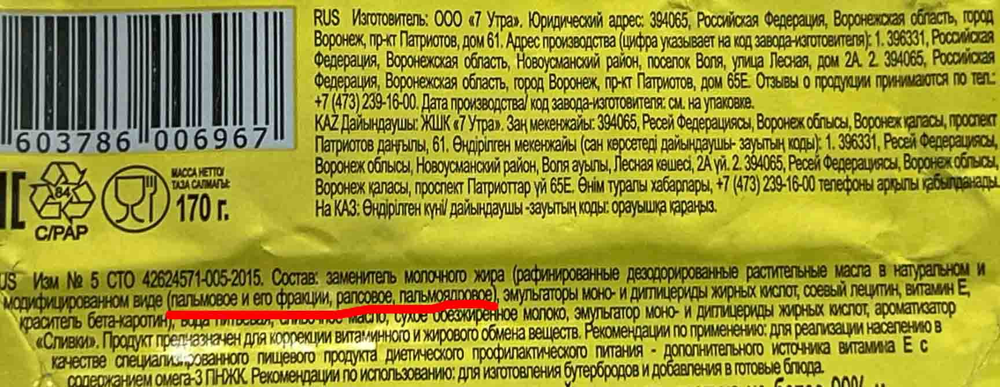 603786 006967
84
C/PAP
МАССА НЕТТО/
ТАЗА САЛМАҒЫ:
170 г.
RUS Изготовитель: ООО «7 Утра». Юридический адрес: 394065, Российская Федерация, Воронежская область, город
Воронеж, пр-кт Патриотов, дом 61. Адрес производства (цифра указывает на код завода-изготовителя): 1. 396331, Российская
Федерация, Воронежская область, Новоусманский район, поселок Воля, улица Лесная, дом 2А. 2. 394065, Российская
Федерация, Воронежская область, город Воронеж, пр-кт Патриотов, дом 65Е. Отзывы о продукции принимаются по тел.:
+7 (473) 239-16-00. Дата производства/ код завода-изготовителя: см. на упаковке.
KAZ Дайындаушы: ЖШК «7 Утра». Заң мекенжайы: 394065, Ресей Федерациясы, Воронеж облысы, Воронеж қаласы, проспект
Патриотов даңғылы, 61. Өндірілген мекенжайы (сан көрсетеді дайындаушы- зауытың коды): 1. 396331, Ресей Федерациясы,
Воронеж облысы, Новоусманский район, Воля ауылы, Лесная көшесі, 2А үй. 2. 394065, Ресей Федерациясы, Воронеж облысы,
Воронеж қаласы, проспект Патриоттар үй 65Е. Өнім туралы хабарлары, +7 (473) 239-16-00 телефоны арқылы қабылданады.
На КАЗ: Өндірілген күні/ дайындаушы -зауытың коды: орауышқа қараңыз.
US Изм № 5 СТО 42624571-005-2015. Состав: заменитель молочного жира (рафинированные дезодорированные растительные масла в натуральном и
модифицированном виде (пальмовое и его фракции, рапсовое, пальмоядровое), эмульгаторы моно- и диглицериды жирных кислот, соевый лецитин, витамин Е,
краситель бета-каротин), вода питьевая, сливочное масло, сухое обезжиренное молоко, эмульгатор моно- и диглицериды жирных кислот, ароматизатор
«Сливки». Продукт предназначен для коррекции витаминного и жирового обмена веществ. Рекомендации по применению: для реализации населению в
качестве специализированного пищевого продукта диетического профилактического питания - дополнительного источника витамина Е с
содержанием омега-3 ПНЖК. Рекомендации по использованию: для изготовления бутербродов и добавления в готовые блюда.